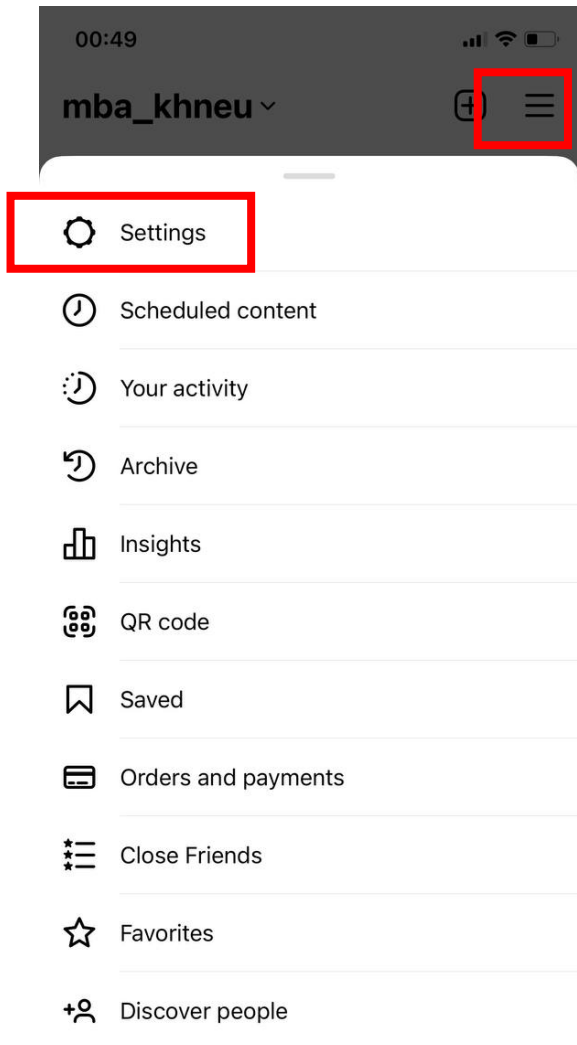 00:49
mba_khneu
Settings
Scheduled content
Your activity
Archive
Insights
QR code
Saved
Orders and payments
Close Friends
Favorites
Discover people